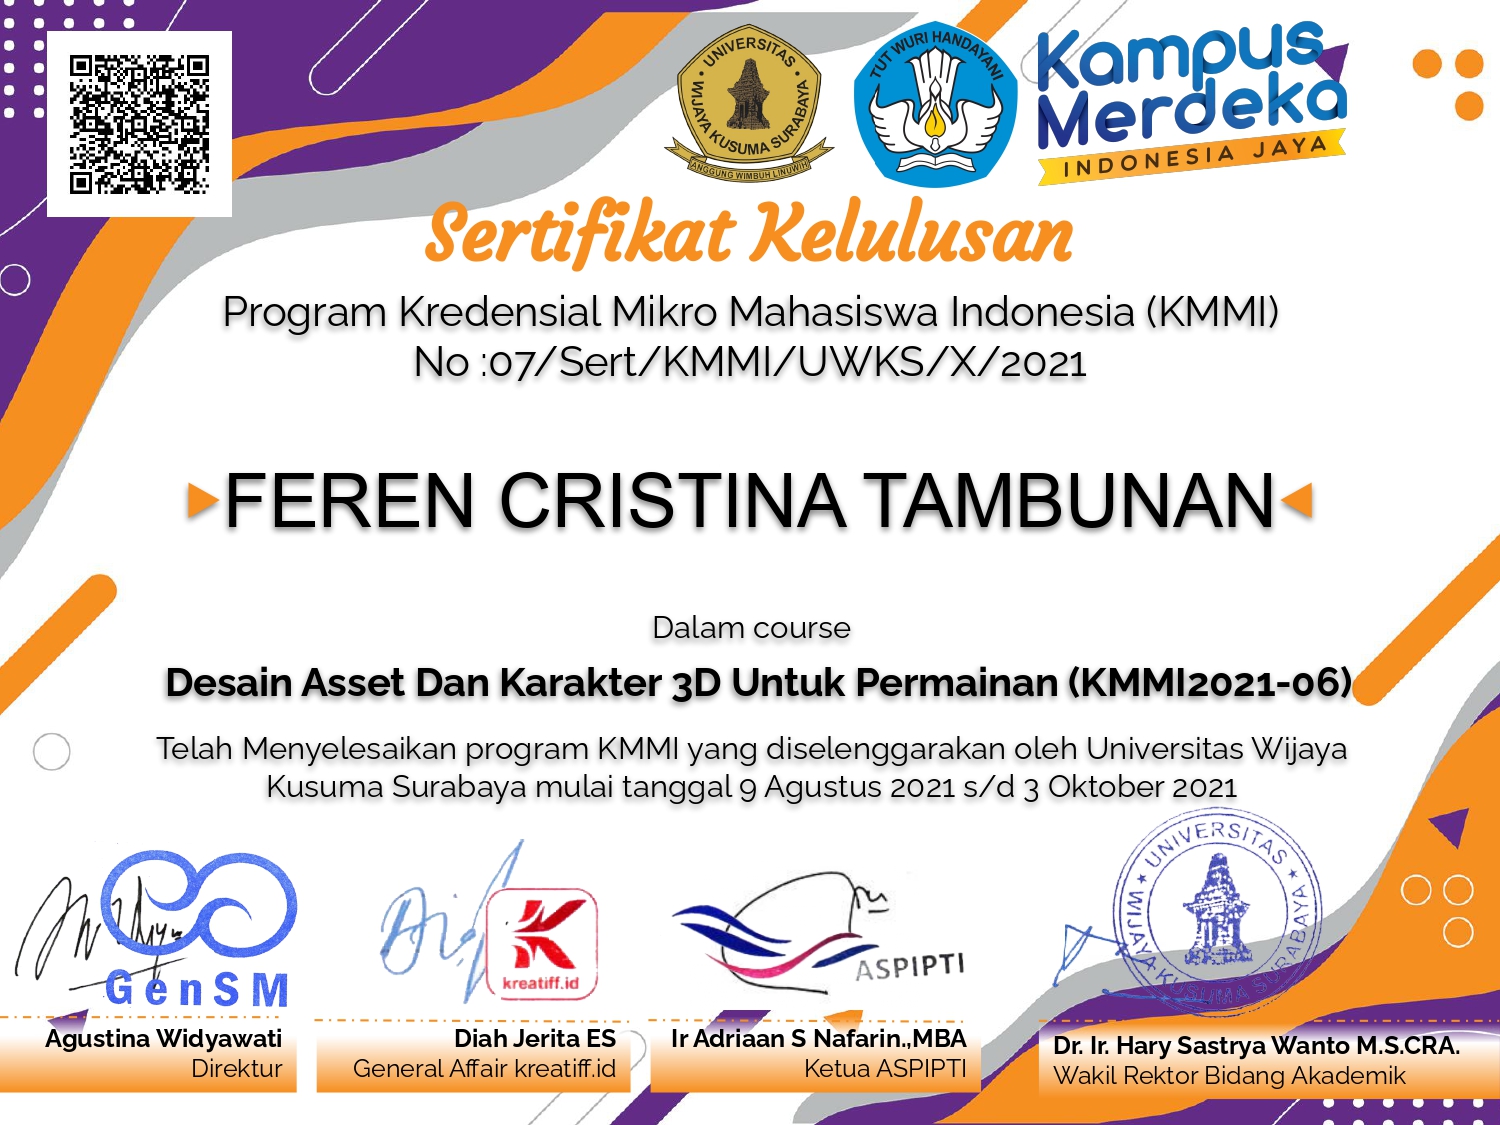 UNIVERSITAS
WIJAYA KUSUMA SURABAYA
ANGGUNG WIMBUH LINUWIH
TUT WURI HANDAYANI
Kampus
Merdeka
INDONESIA JAYA
Sertifikat Kelulusan
Program Kredensial Mikro Mahasiswa Indonesia (KMMI)
No :07/Sert/KMMI/UWKS/X/2021
FEREN CRISTINA TAMBUNAN
Dalam course
Desain Asset Dan Karakter 3D Untuk Permainan (KMMI2021-06)
Telah Menyelesaikan program KMMI yang diselenggarakan oleh Universitas Wijaya
Kusuma Surabaya mulai tanggal 9 Agustus 2021 s/d 3 Oktober 2021
GenSM
kreatiff.id
ASPIPTI
UNIVERSITAS
WIJAYA KUSUMA SURABAYA
Agustina Widyawati
Direktur
Diah Jerita ES
General Affair kreatiff.id
Ir Adriaan S Nafarin.,MBA
Ketua ASPIPTI
Dr. Ir. Hary Sastrya Wanto M.S.CRA.
Wakil Rektor Bidang Akademik